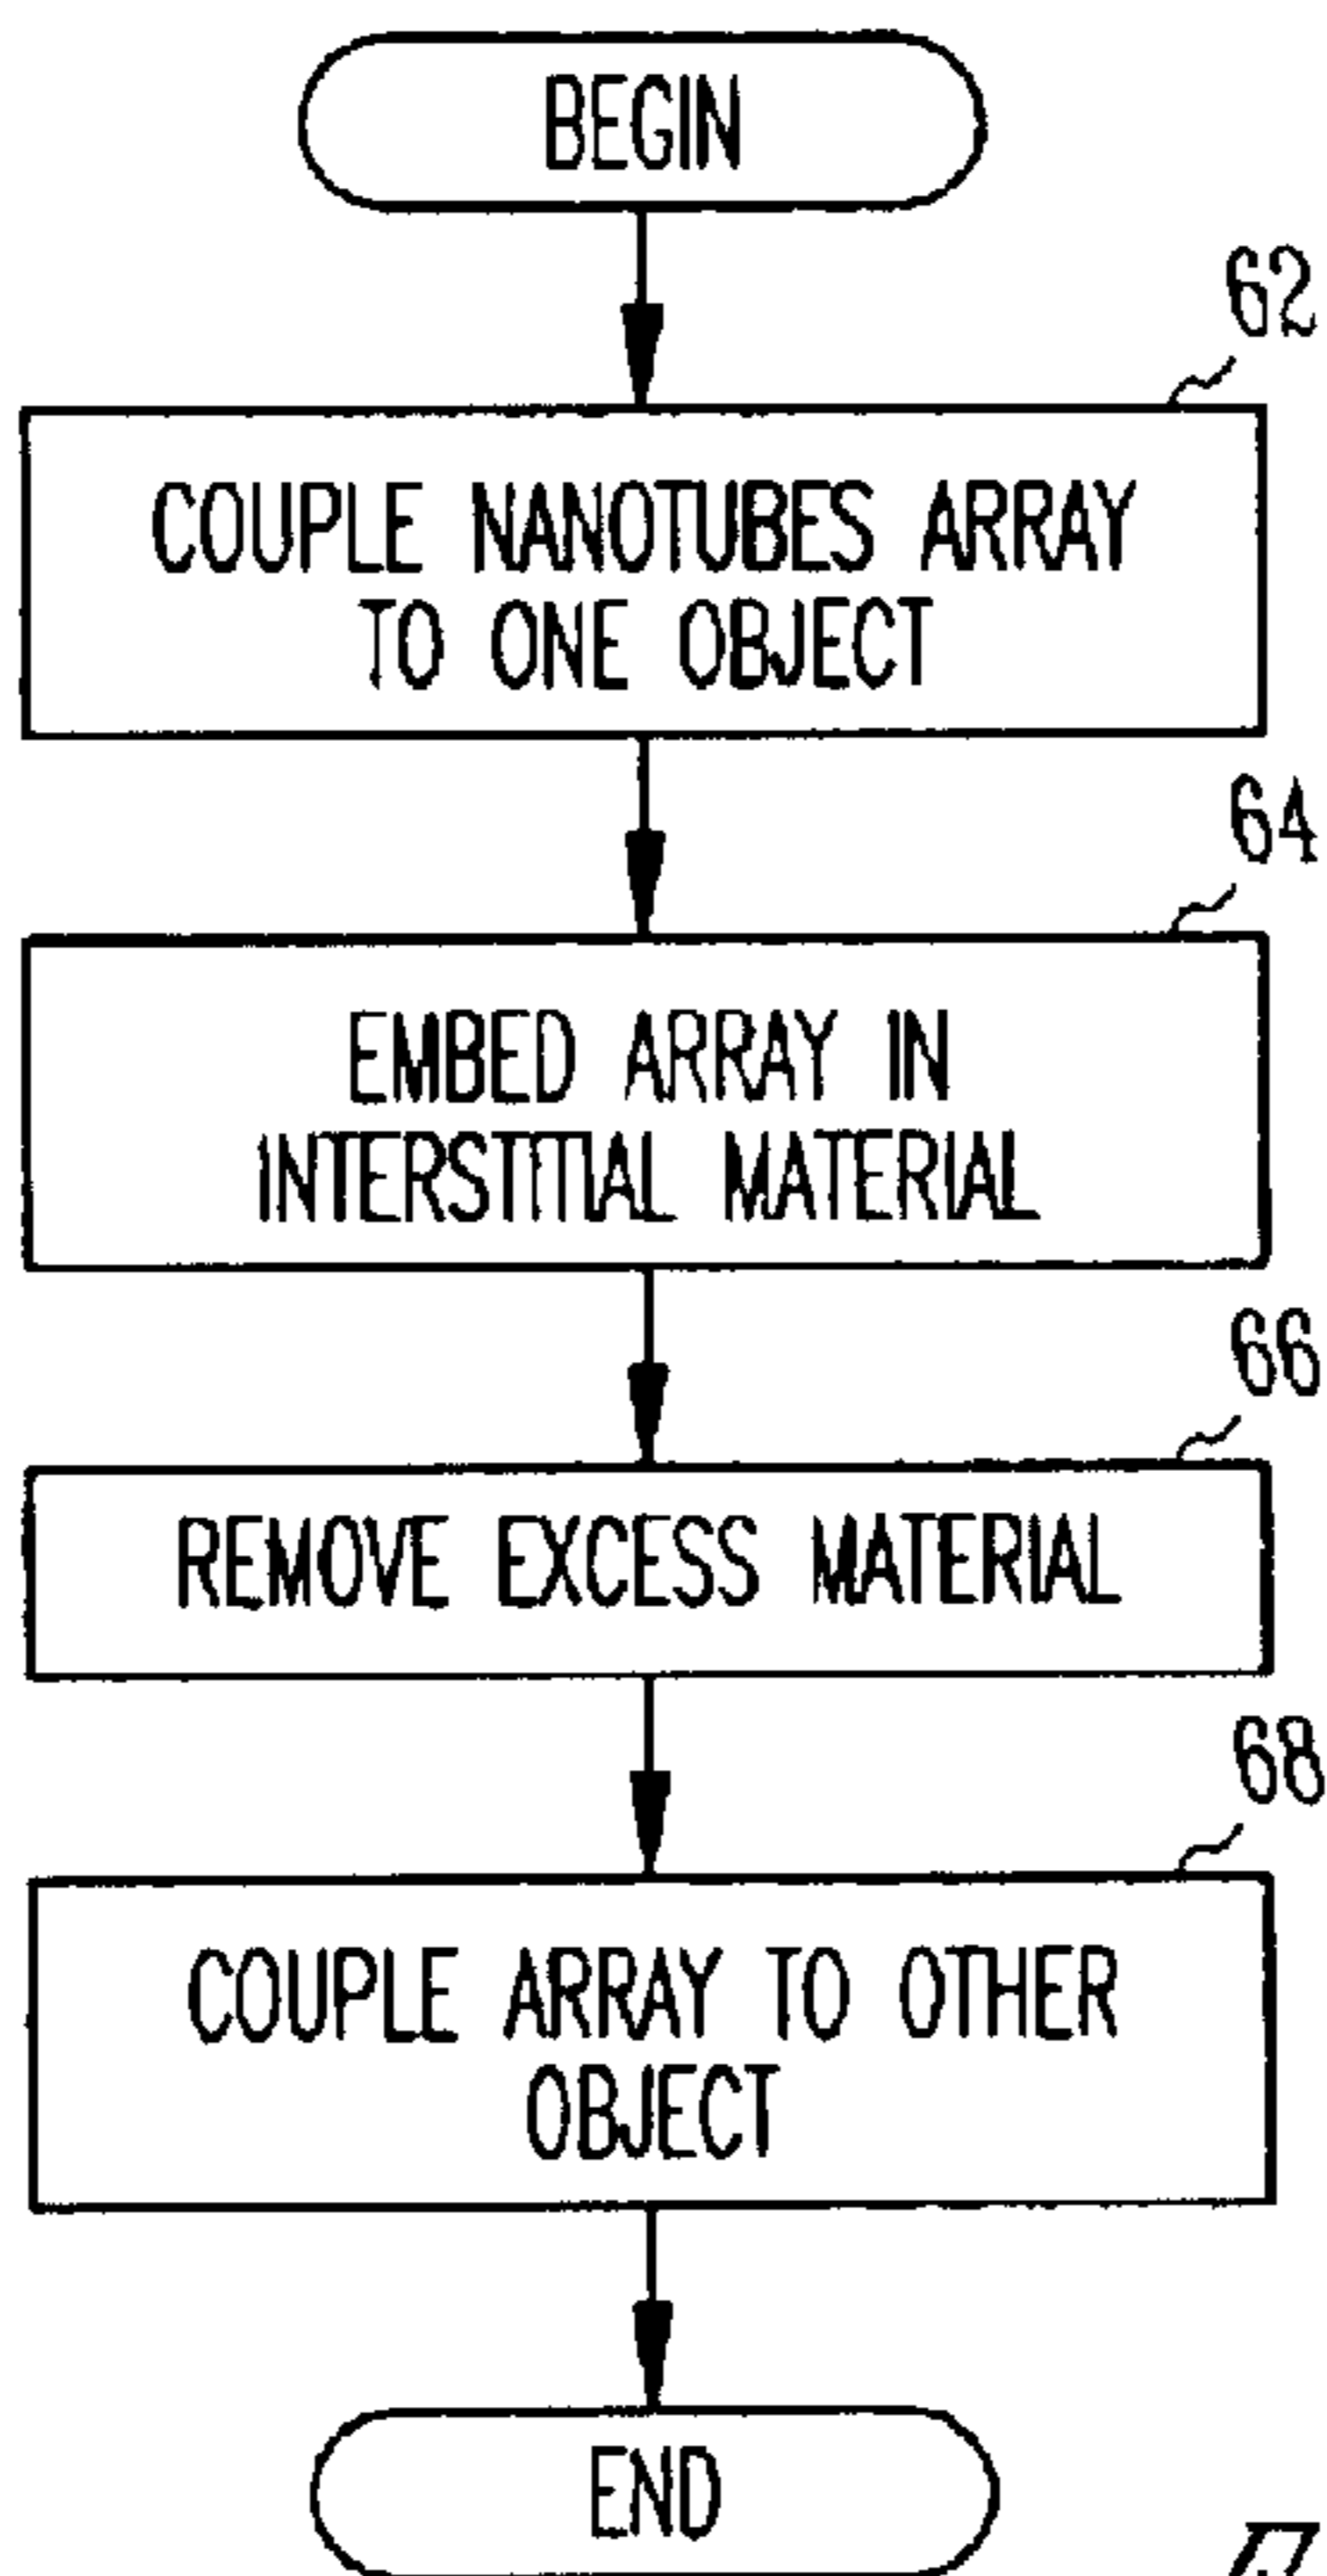 BEGIN
62
COUPLE NANOTUBES ARRAY
TO ONE OBJECT
64
EMBED ARRAY IN
INTERSTITIAL MATERIAL
66
REMOVE EXCESS MATERIAL
68
COUPLE ARRAY TO OTHER
OBJECT
END